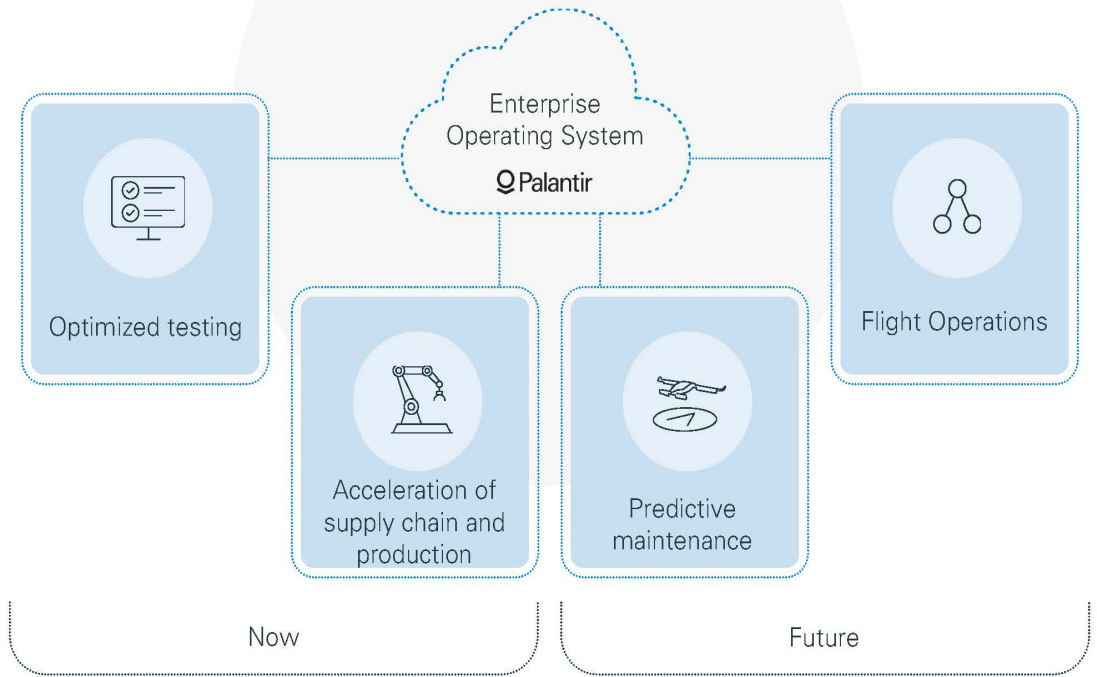 Enterprise
Operating System
Palantir
Optimized testing
Acceleration of
supply chain and
production
Predictive
maintenance
Flight Operations
Now
Future